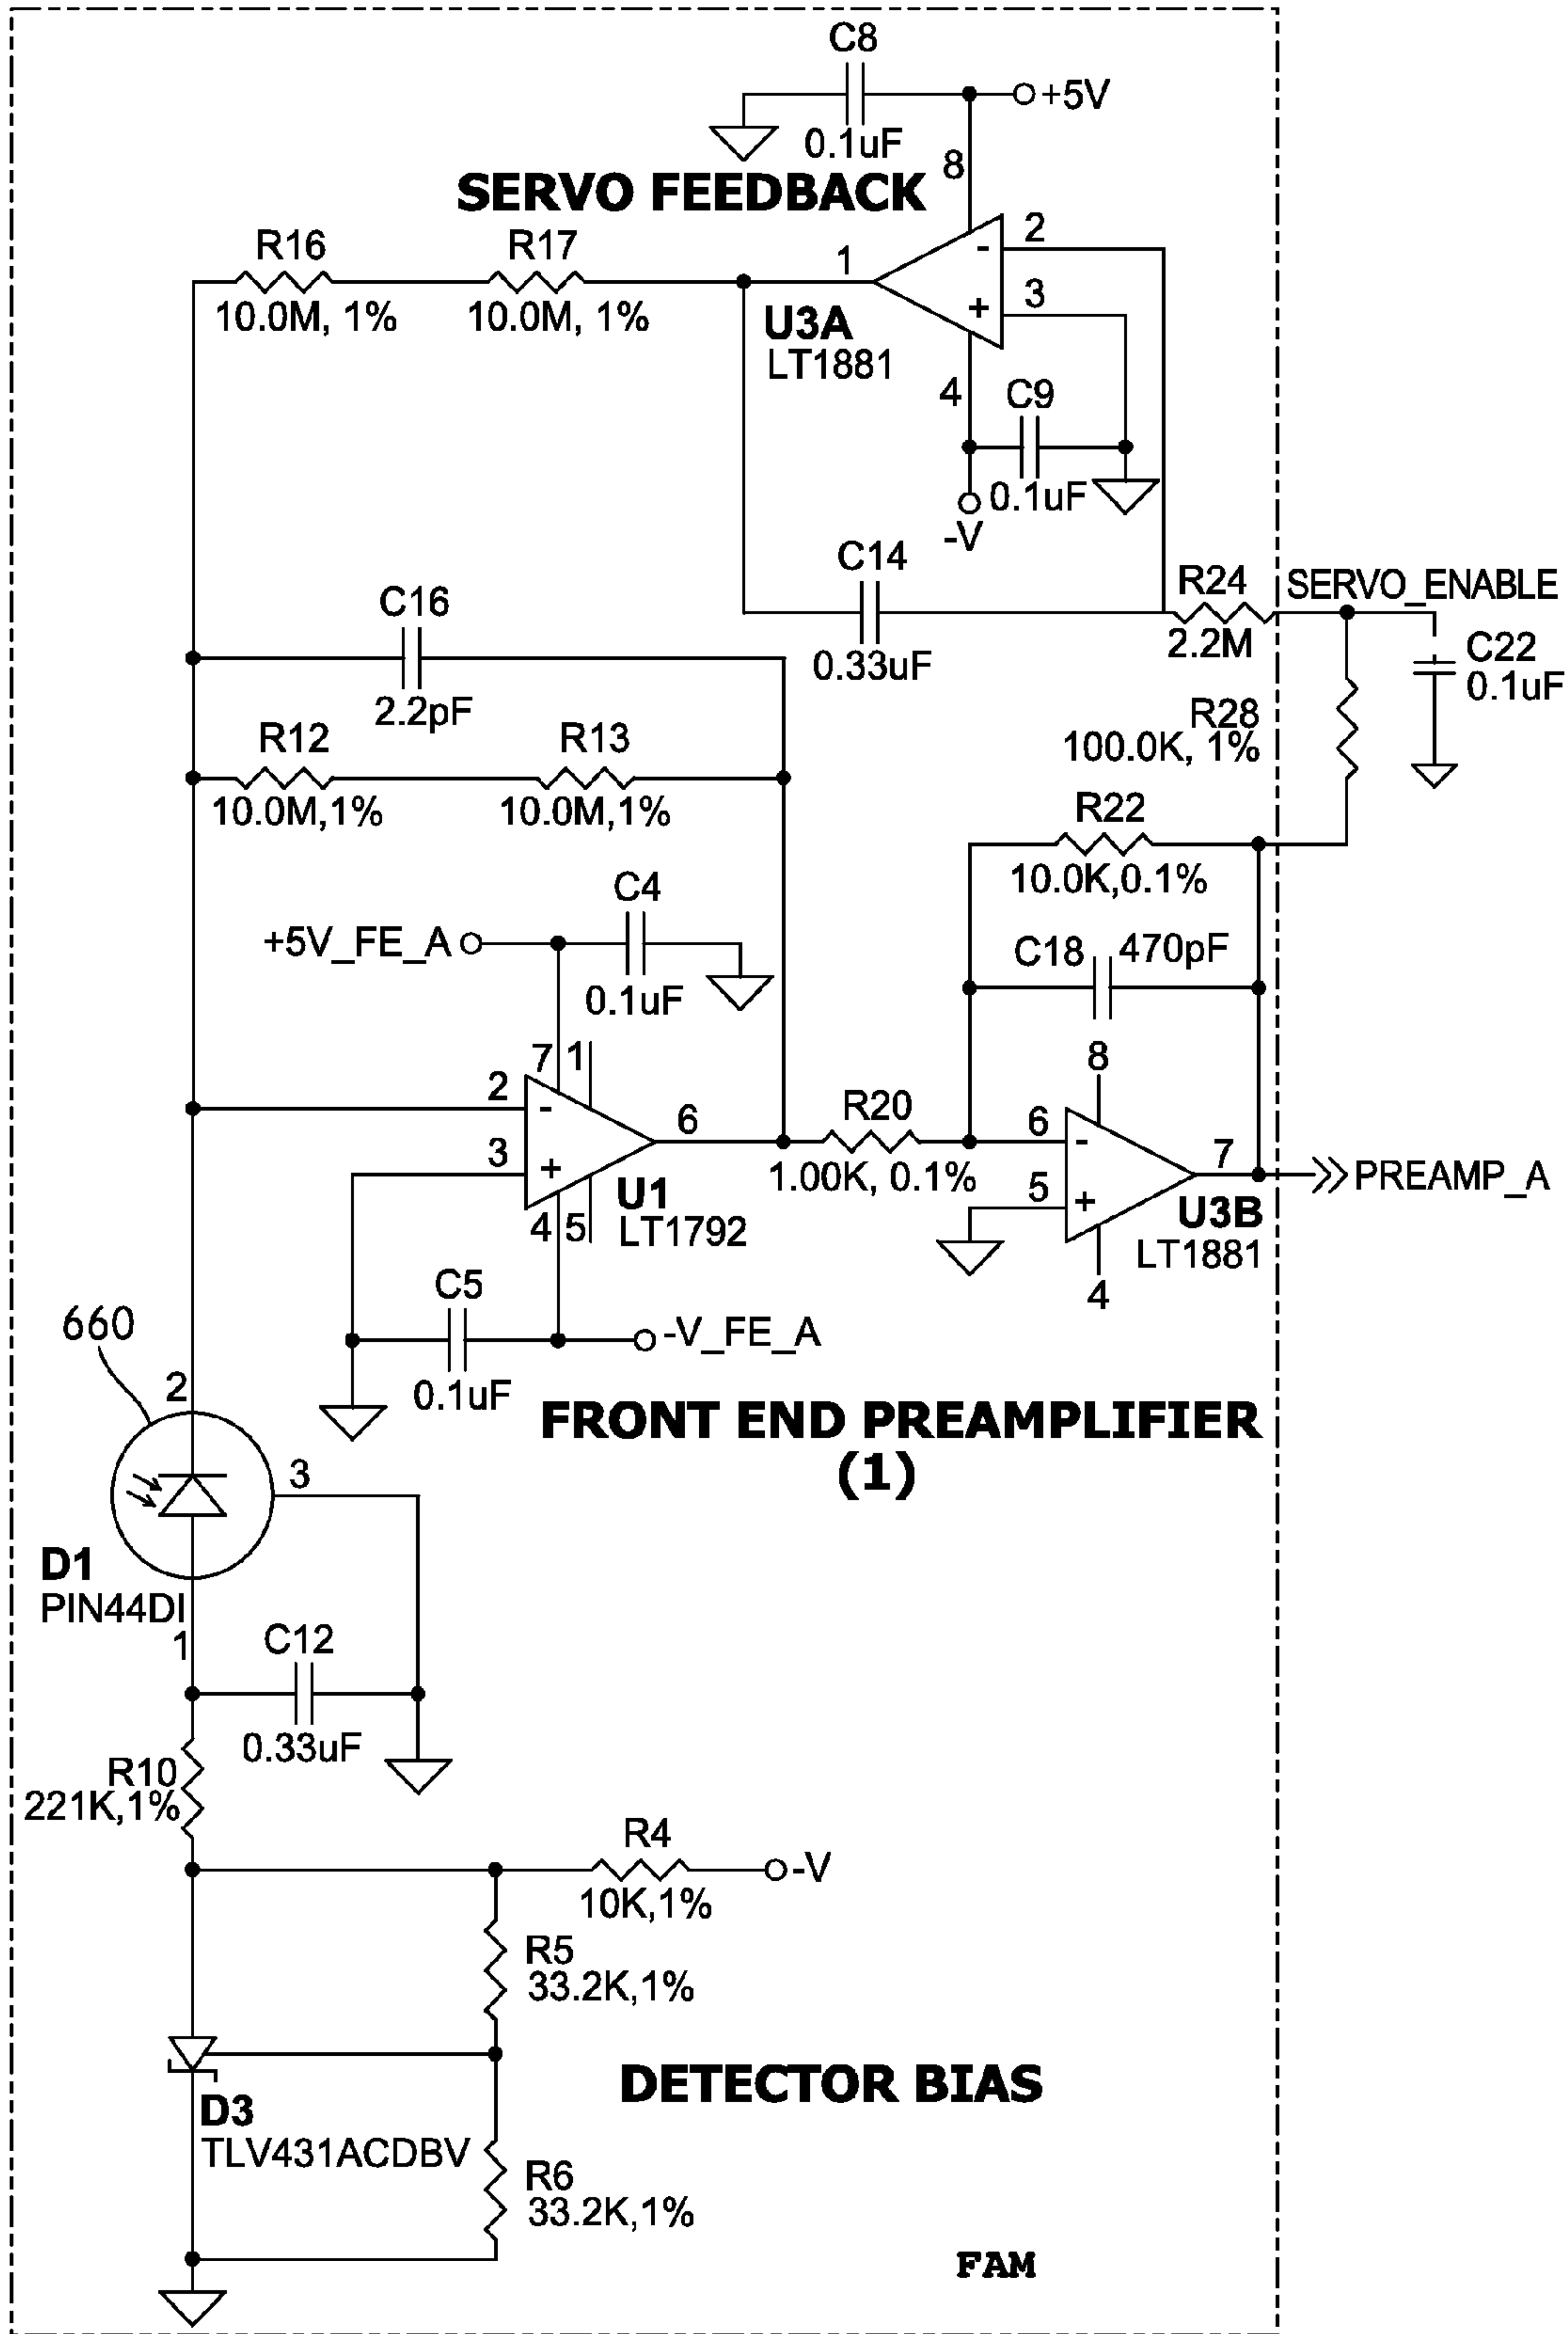 C8
+5V
0.1uF
8
SERVO FEEDBACK
R16
R17
1
-
2
10.0M, 1%
10.0M, 1%
U3A
LT1881
+
3
4
C9
0.1uF
-V
C14
0.33uF
R24
2.2M
SERVO_ENABLE
C16
2.2pF
C22
0.1uF
R28
100.0K, 1%
R12
R13
10.0M,1%
10.0M,1%
R22
10.0K,0.1%
C4
+5V_FE_A
0.1uF
C18
470pF
7
1
8
2
-
6
R20
6
-
3
+
1.00K, 0.1%
5
+
7
PREAMP_A
U1
LT1792
U3B
LT1881
4
5
4
C5
-V_FE_A
0.1uF
660
2
FRONT END PREAMPLIFIER
(1)
3
D1
PIN44DI
1
C12
0.33uF
R10
221K,1%
R4
-V
10K,1%
R5
33.2K,1%
DETECTOR BIAS
D3
TLV431ACDBV
R6
33.2K,1%
FAM